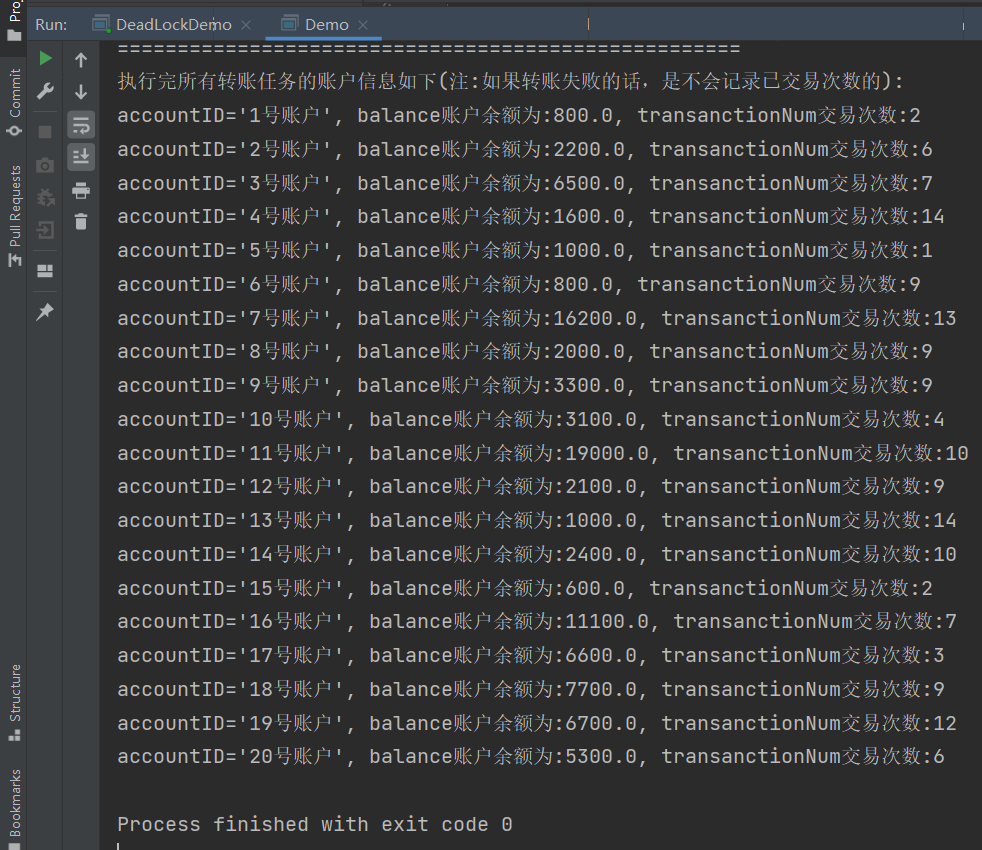 Run:
DeadLockDemo
Demo
====================================================
执行完所有转账任务的账户信息如下(注:如果转账失败的话，是不会记录已交易次数的):
accountID='1号账户', balance账户余额为:800.0, transanctionNum交易次数:2
accountID='2号账户', balance账户余额为:2200.0, transanctionNum交易次数:6
accountID='3号账户', balance账户余额为:6500.0, transanctionNum交易次数:7
accountID='4号账户', balance账户余额为:1600.0, transanctionNum交易次数:14
accountID='5号账户', balance账户余额为:1000.0, transanctionNum交易次数:1
accountID='6号账户', balance账户余额为:800.0, transanctionNum交易次数:9
accountID='7号账户', balance账户余额为:16200.0, transanctionNum交易次数:13
accountID='8号账户', balance账户余额为:2000.0, transanctionNum交易次数:9
accountID='9号账户', balance账户余额为:3300.0, transanctionNum交易次数:9
accountID='10号账户', balance账户余额为:3100.0, transanctionNum交易次数:4
accountID='11号账户', balance账户余额为:19000.0, transanctionNum交易次数:10
accountID='12号账户', balance账户余额为:2100.0, transanctionNum交易次数:9
accountID='13号账户', balance账户余额为:1000.0, transanctionNum交易次数:14
accountID='14号账户', balance账户余额为:2400.0, transanctionNum交易次数:10
accountID='15号账户', balance账户余额为:600.0, transanctionNum交易次数:2
accountID='16号账户', balance账户余额为:11100.0, transanctionNum交易次数:7
accountID='17号账户', balance账户余额为:6600.0, transanctionNum交易次数:3
accountID='18号账户', balance账户余额为:7700.0, transanctionNum交易次数:9
accountID='19号账户', balance账户余额为:6700.0, transanctionNum交易次数:12
accountID='20号账户', balance账户余额为:5300.0, transanctionNum交易次数:6
Process finished with exit code 0
Commit
Pull Requests
Structure
Bookmarks